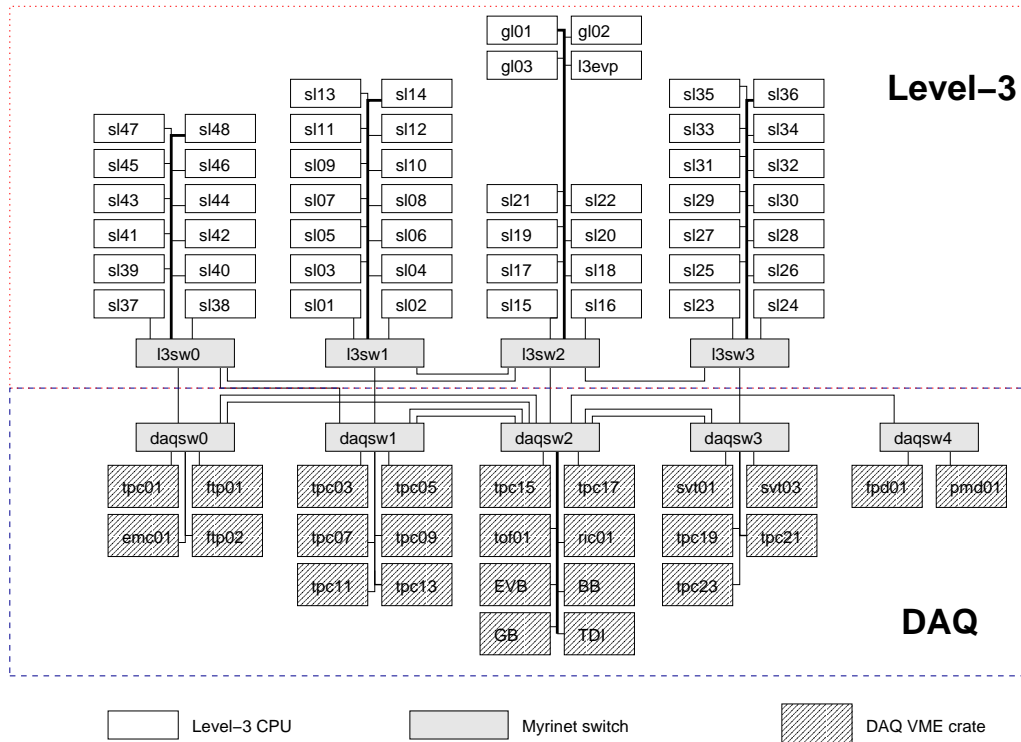 gl01 gl02
gl03 l3evp
Level−3
sl13 sl14 sl35 sl36
sl47 sl48 sl11 sl12 sl33 sl34
sl45 sl46 sl09 sl10 sl31 sl32
sl43 sl44 sl07 sl08 sl21 sl22 sl29 sl30
sl41 sl42 sl05 sl06 sl19 sl20 sl27 sl28
sl39 sl40 sl03 sl04 sl17 sl18 sl25 sl26
sl37 sl38 sl01 sl02 sl15 sl16 sl23 sl24
l3sw0 l3sw1 l3sw2 l3sw3
daqsw0 daqsw1 daqsw2 daqsw3 daqsw4
tpc01 ftp01 tpc03 tpc05 tpc15 tpc17 svt01 svt03 fpd01 pmd01
emc01 ftp02 tpc07 tpc09 tof01 ric01 tpc19 tpc21
tpc11 tpc13 EVB BB tpc23
GB TDI
DAQ
Level−3 CPU Myrinet switch DAQ VME crate